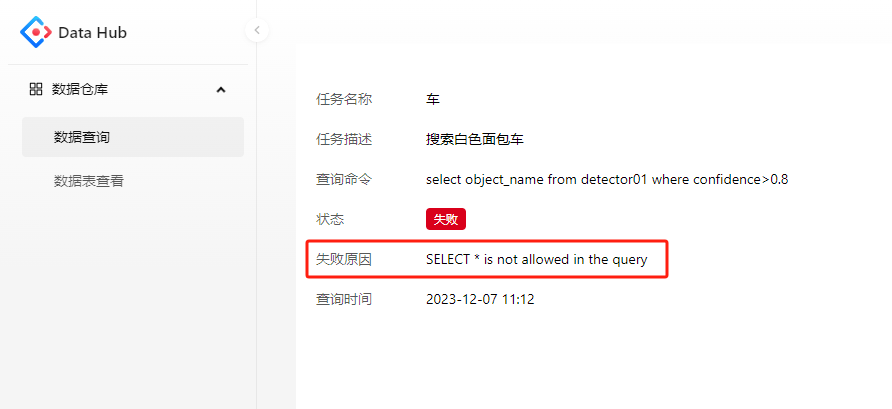 Data Hub
数据仓库
数据查询
数据表查看
任务名称 车
任务描述 搜索白色面包车
查询命令 select object_name from detector01 where confidence>0.8
状态 失败
失败原因 SELECT * is not allowed in the query
查询时间 2023-12-07 11:12